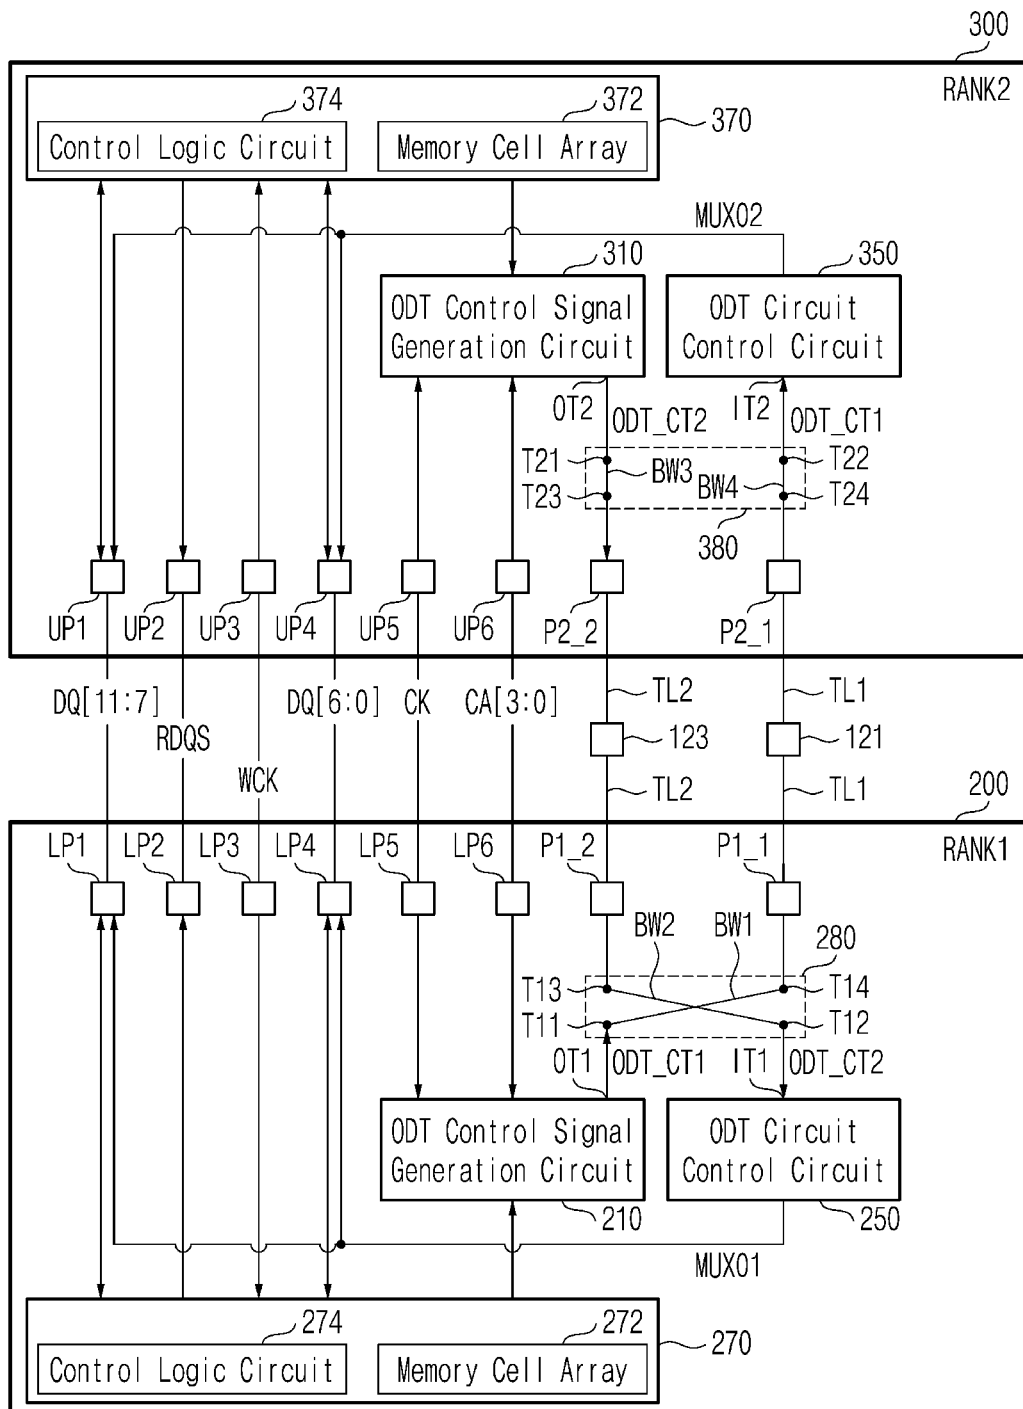 300
RANK2
374
372
370
Control Logic Circuit
Memory Cell Array
MUXO2
310
350
ODT Control Signal
Generation Circuit
ODT Circuit
Control Circuit
OT2
IT2
ODT_CT2
ODT_CT1
T21
BW3
T22
T23
BW4
T24
380
UP1
UP2
UP3
UP4
UP5
UP6
P2_2
P2_1
DQ[11:7]
DQ[6:0]
CK
CA[3:0]
TL2
TL1
RDQS
123
121
WCK
TL2
TL1
200
LP1
LP2
LP3
LP4
LP5
LP6
P1_2
P1_1
RANK1
BW2
BW1
280
T13
T14
T11
T12
OT1
ODT_CT1
IT1
ODT_CT2
ODT Control Signal
Generation Circuit
ODT Circuit
Control Circuit
210
250
MUXO1
274
272
270
Control Logic Circuit
Memory Cell Array